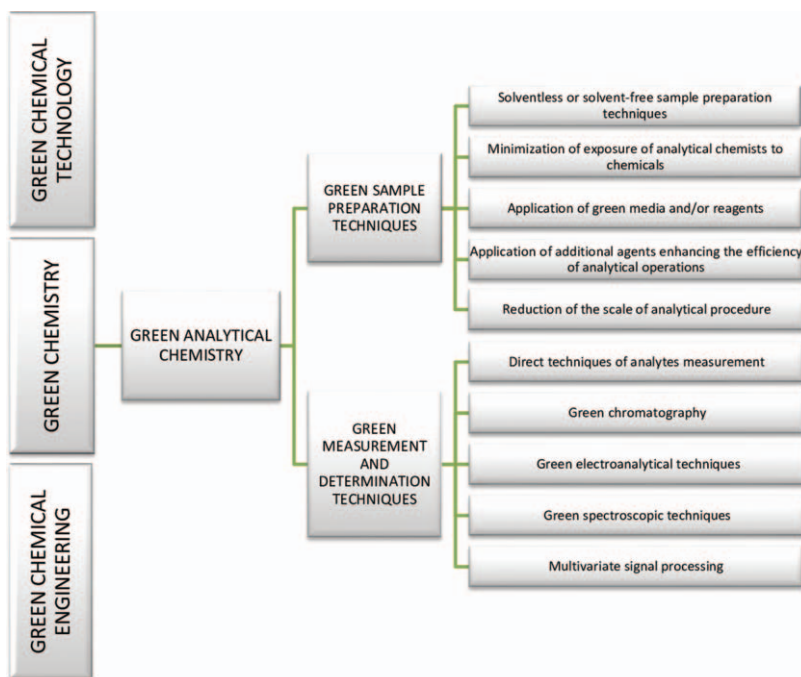 GREEN CHEMICAL
TECHNOLOGY
GREEN CHEMISTRY
GREEN CHEMICAL
ENGINEERING
GREEN ANALYTICAL
CHEMISTRY
GREEN SAMPLE
PREPARATION
TECHNIQUES
Solventless or solvent-free sample preparation
techniques
Minimization of exposure of analytical chemists to
chemicals
Application of green media and/or reagents
Application of additional agents enhancing the efficiency
of analytical operations
Reduction of the scale of analytical procedure
GREEN
MEASUREMENT
AND
DETERMINATION
TECHNIQUES
Direct techniques of analytes measurement
Green chromatography
Green electroanalytical techniques
Green spectroscopic techniques
Multivariate signal processing